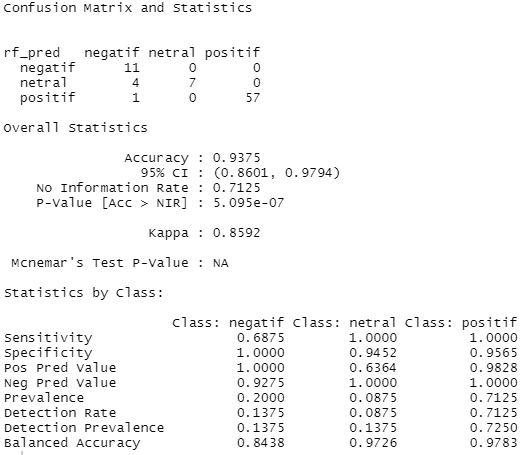 Confusion Matrix and Statistics
rf_pred negatif netral positif
negatif 11 0 0
netral 4 7 0
positif 1 0 57
Overall Statistics
Accuracy : 0.9375
95% CI : (0.8601, 0.9794)
No Information Rate : 0.7125
P-Value [Acc > NIR] : 5.095e-07
Kappa : 0.8592
Mcnemar's Test P-Value : NA
Statistics by Class:
Class: negatif Class: netral Class: positif
Sensitivity 0.6875 1.0000 1.0000
Specificity 1.0000 0.9452 0.9565
Pos Pred Value 1.0000 0.6364 0.9828
Neg Pred Value 0.9275 1.0000 1.0000
Prevalence 0.2000 0.0875 0.7125
Detection Rate 0.1375 0.0875 0.7125
Detection Prevalence 0.1375 0.1375 0.7250
Balanced Accuracy 0.8438 0.9726 0.9783